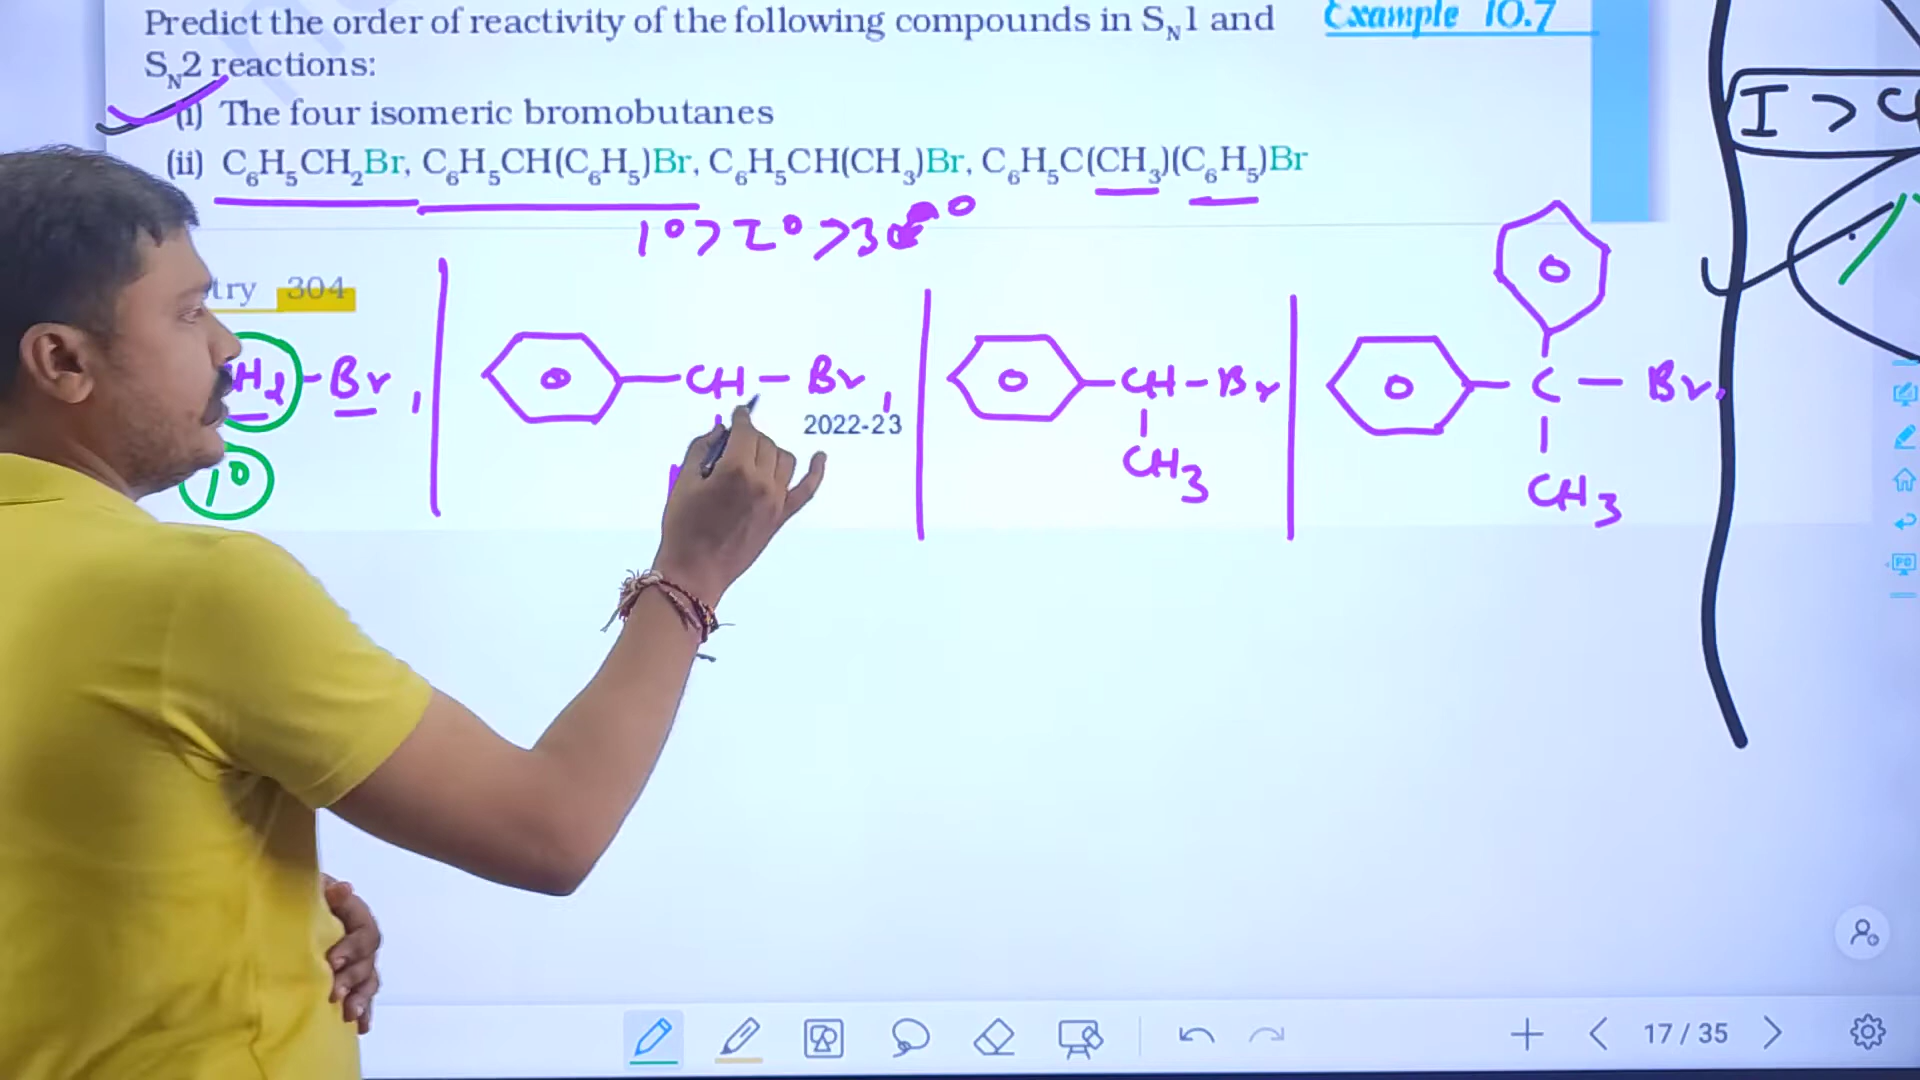 Predict the order of reactivity of the following compounds in SN1 and
Example 10.7
SN2 reactions:
(i) The four isomeric bromobutanes
(ii) C6H5CH2Br, C6H5CH(C6H5)Br, C6H5CH(CH3)Br, C6H5C(CH3)(C6H5)Br
I >
1° > 2° > 3°
try 304
H2 - Br,
CH - Br,
CH - Br
C - Br.
1°
2022-23
CH3
CH3
17 / 35